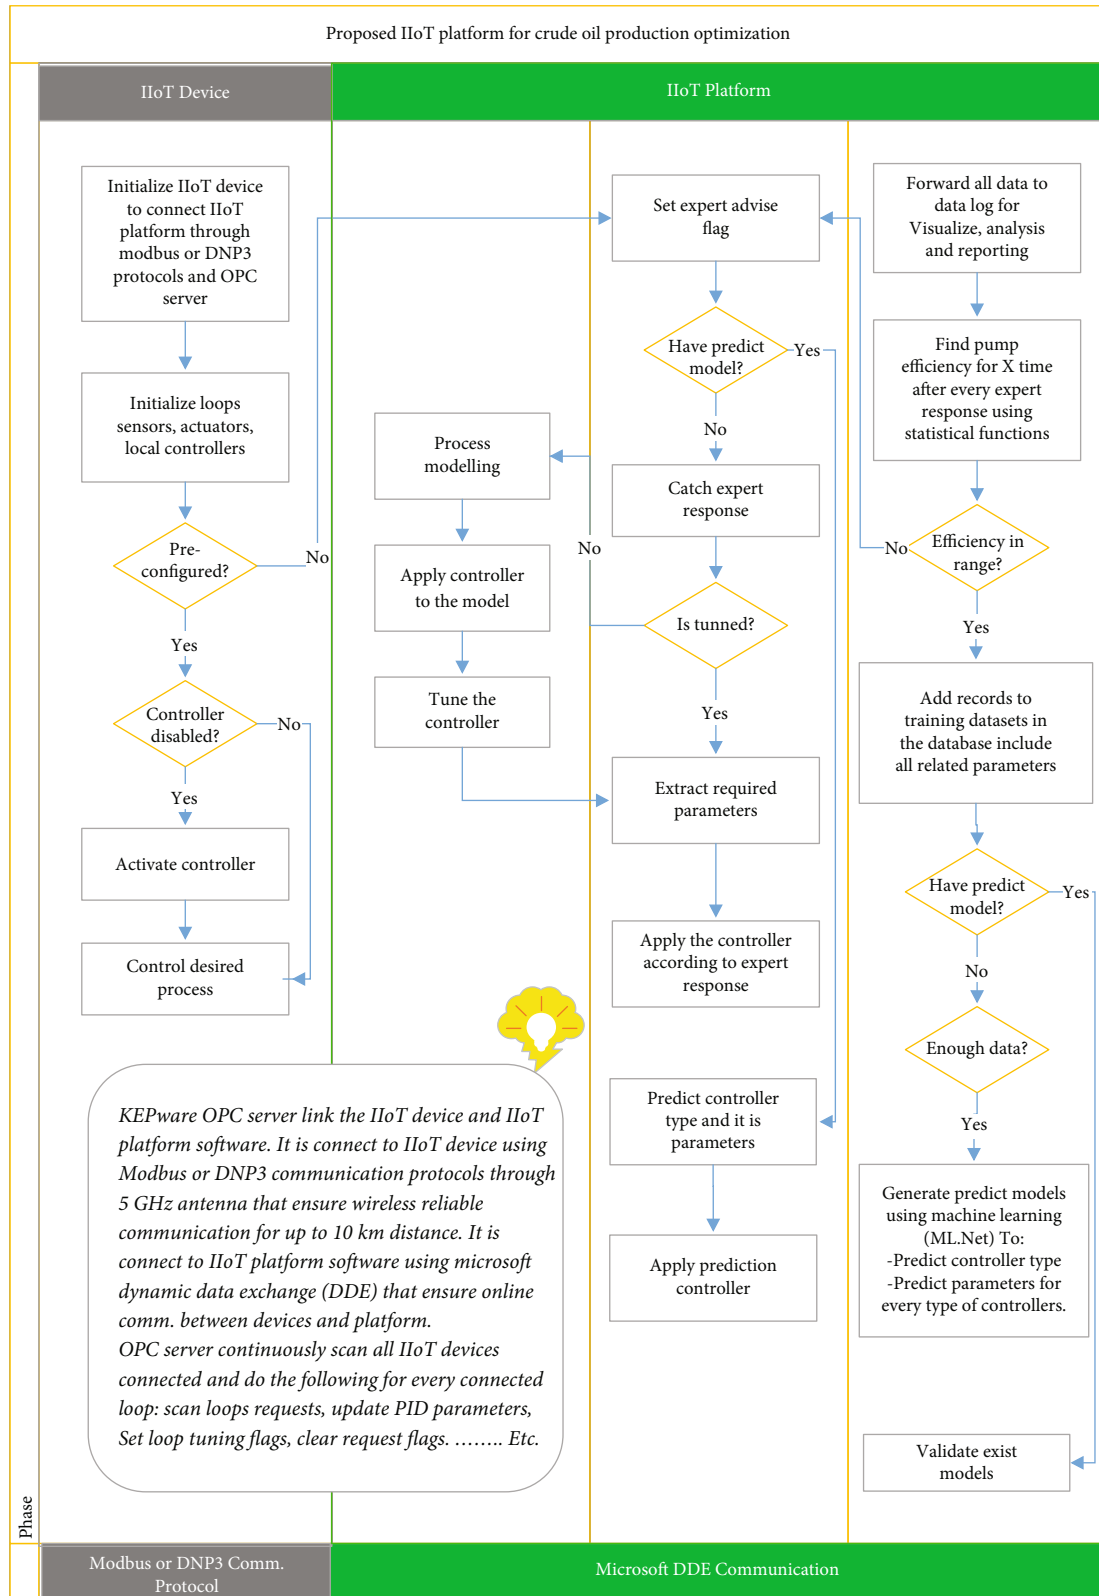 Proposed IIoT platform for crude oil production optimization
IIoT Device
IIoT Platform
Initialize IIoT device
to connect IIoT
platform through
modbus or DNP3
protocols and OPC
server
Initialize loops
sensors, actuators,
local controllers
Pre-
configured?
No
Yes
Controller
disabled?
No
Yes
Activate controller
Control desired
process
Process
modelling
Apply controller
to the model
Tune the
controller
Set expert advise
flag
Have predict
model?
Yes
No
Catch expert
response
No
Is tunned?
Yes
Extract required
parameters
Apply the controller
according to expert
response
Predict controller
type and it is
parameters
Apply prediction
controller
Forward all data to
data log for
Visualize, analysis
and reporting
Find pump
efficiency for X time
after every expert
response using
statistical functions
Efficiency in
range?
No
Yes
Add records to
training datasets in
the database include
all related parameters
Have predict
model?
Yes
No
Enough data?
Yes
Generate predict models
using machine learning
(ML.Net) To:
-Predict controller type
-Predict parameters for
every type of controllers.
Validate exist
models
KEPware OPC server link the IIoT device and IIoT
platform software. It is connect to IIoT device using
Modbus or DNP3 communication protocols through
5 GHz antenna that ensure wireless reliable
communication for up to 10 km distance. It is
connect to IIoT platform software using microsoft
dynamic data exchange (DDE) that ensure online
comm. between devices and platform.
OPC server continuously scan all IIoT devices
connected and do the following for every connected
loop: scan loops requests, update PID parameters,
Set loop tuning flags, clear request flags. …….. Etc.
Phase
Modbus or DNP3 Comm.
Protocol
Microsoft DDE Communication